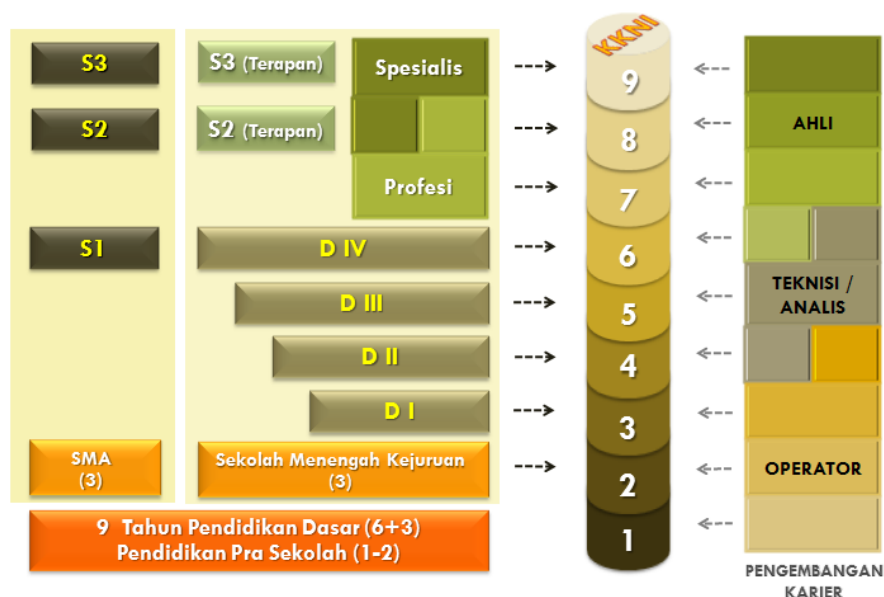 KKNI
S3
S3 (Terapan)
Spesialis
9
S2
S2 (Terapan)
8
AHLI
Profesi
7
S1
D IV
6
D III
5
TEKNISI /
ANALIS
D II
4
D I
3
SMA
(3)
Sekolah Menengah Kejuruan
(3)
2
OPERATOR
9 Tahun Pendidikan Dasar (6+3)
Pendidikan Pra Sekolah (1-2)
1
PENGEMBANGAN
KARIER